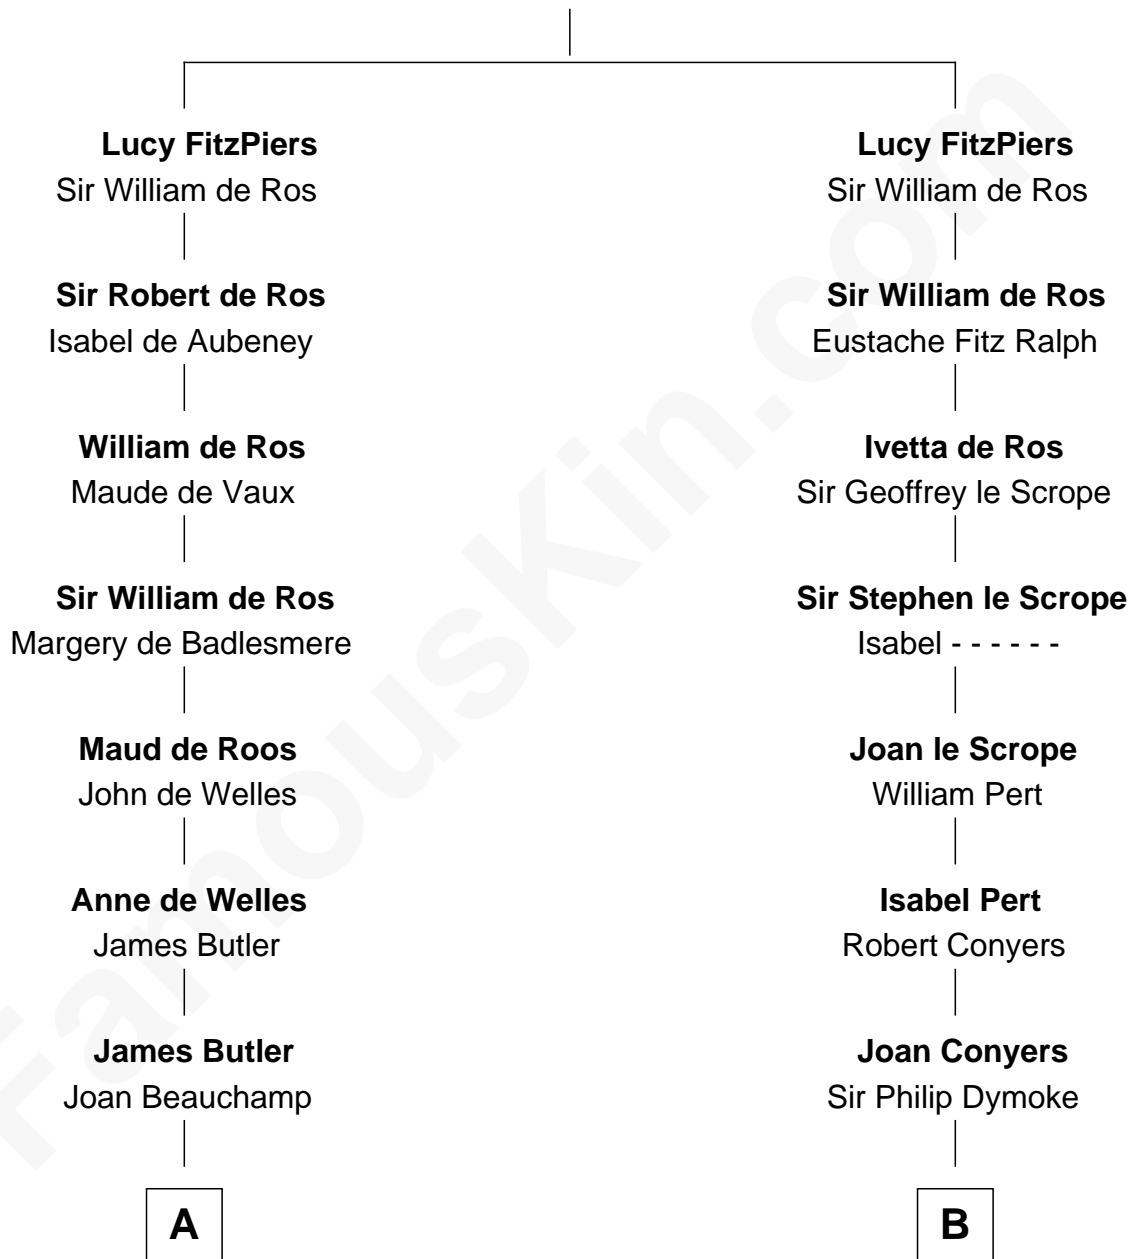 Lucy FitzPiers
Sir William de Ros
Sir Robert de Ros
Isabel de Aubeney
William de Ros
Maude de Vaux
Sir William de Ros
Margery de Badlesmere
Maud de Roos
John de Welles
Anne de Welles
James Butler
James Butler
Joan Beauchamp
A
Lucy FitzPiers
Sir William de Ros
Sir William de Ros
Eustache Fitz Ralph
Ivetta de Ros
Sir Geoffrey le Scrope
Sir Stephen le Scrope
Isabel - - - - - -
Joan le Scrope
William Pert
Isabel Pert
Robert Conyers
Joan Conyers
Sir Philip Dymoke
B
FamousKin.com